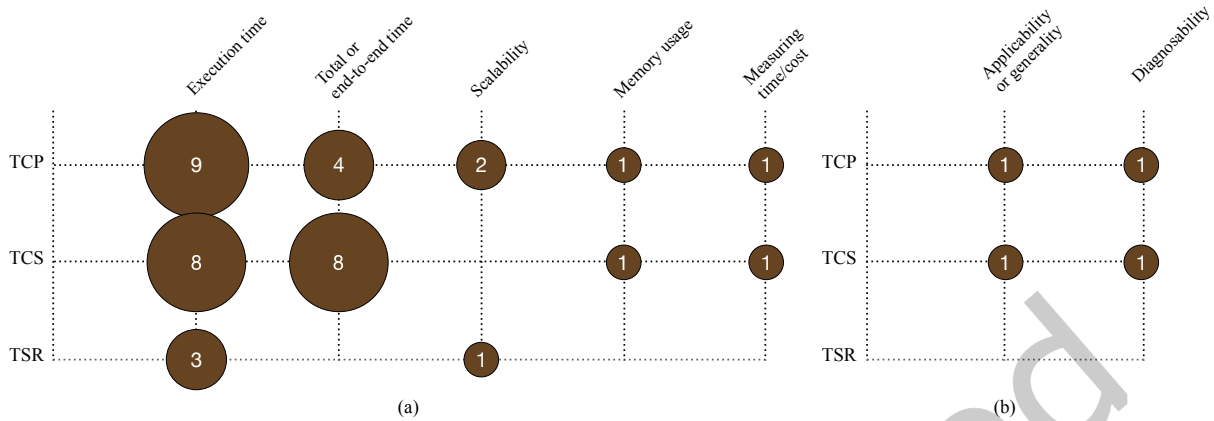 Execution time
Total or
end-to-end time
Scalability
Memory usage
Measuring
time/cost
Applicability
or generality
Diagnosability
TCP 9 4 2 1 1
TCP 1 1
TCS 8 8 1 1
TCS 1 1
TSR 3 1
TSR
(a)
(b)